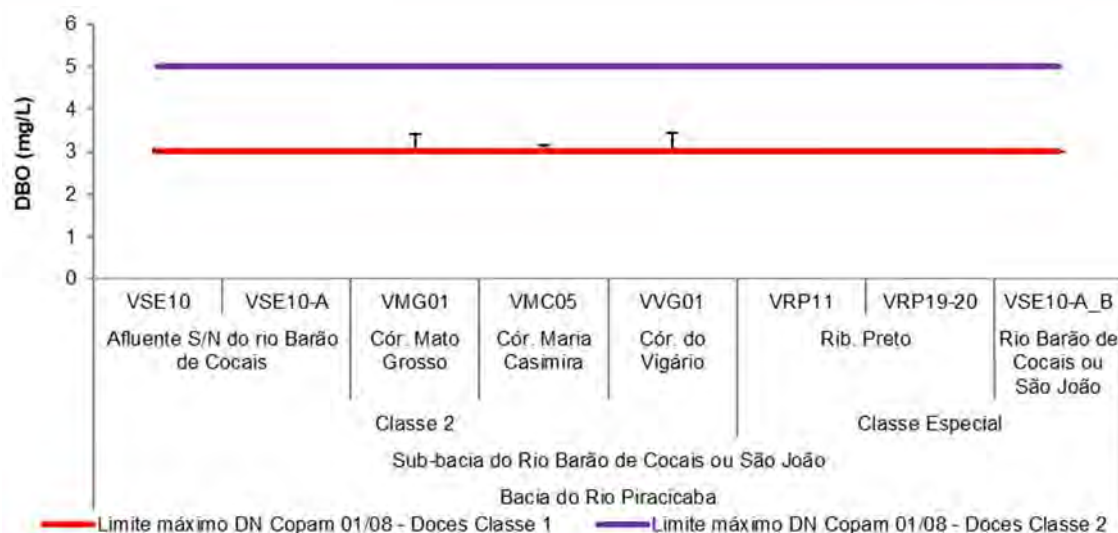 DBO (mg/L)
6
5
4
3
2
1
0
VSE10 VSE10-A VMG01 VMC05 VVG01 VRP11 VRP19-20 VSE10-A_B
Afluente S/N do rio Barão de Cocais
Cór. Mato Grosso
Cór. Maria Casimira
Cór. do Vigário
Rib. Preto
Rio Barão de Cocais ou São João
Classe 2 Classe Especial
Sub-bacia do Rio Barão de Cocais ou São João
Bacia do Rio Piracicaba
Limite máximo DN Copam 01/08 - Doces Classe 1 Limite máximo DN Copam 01/08 - Doces Classe 2